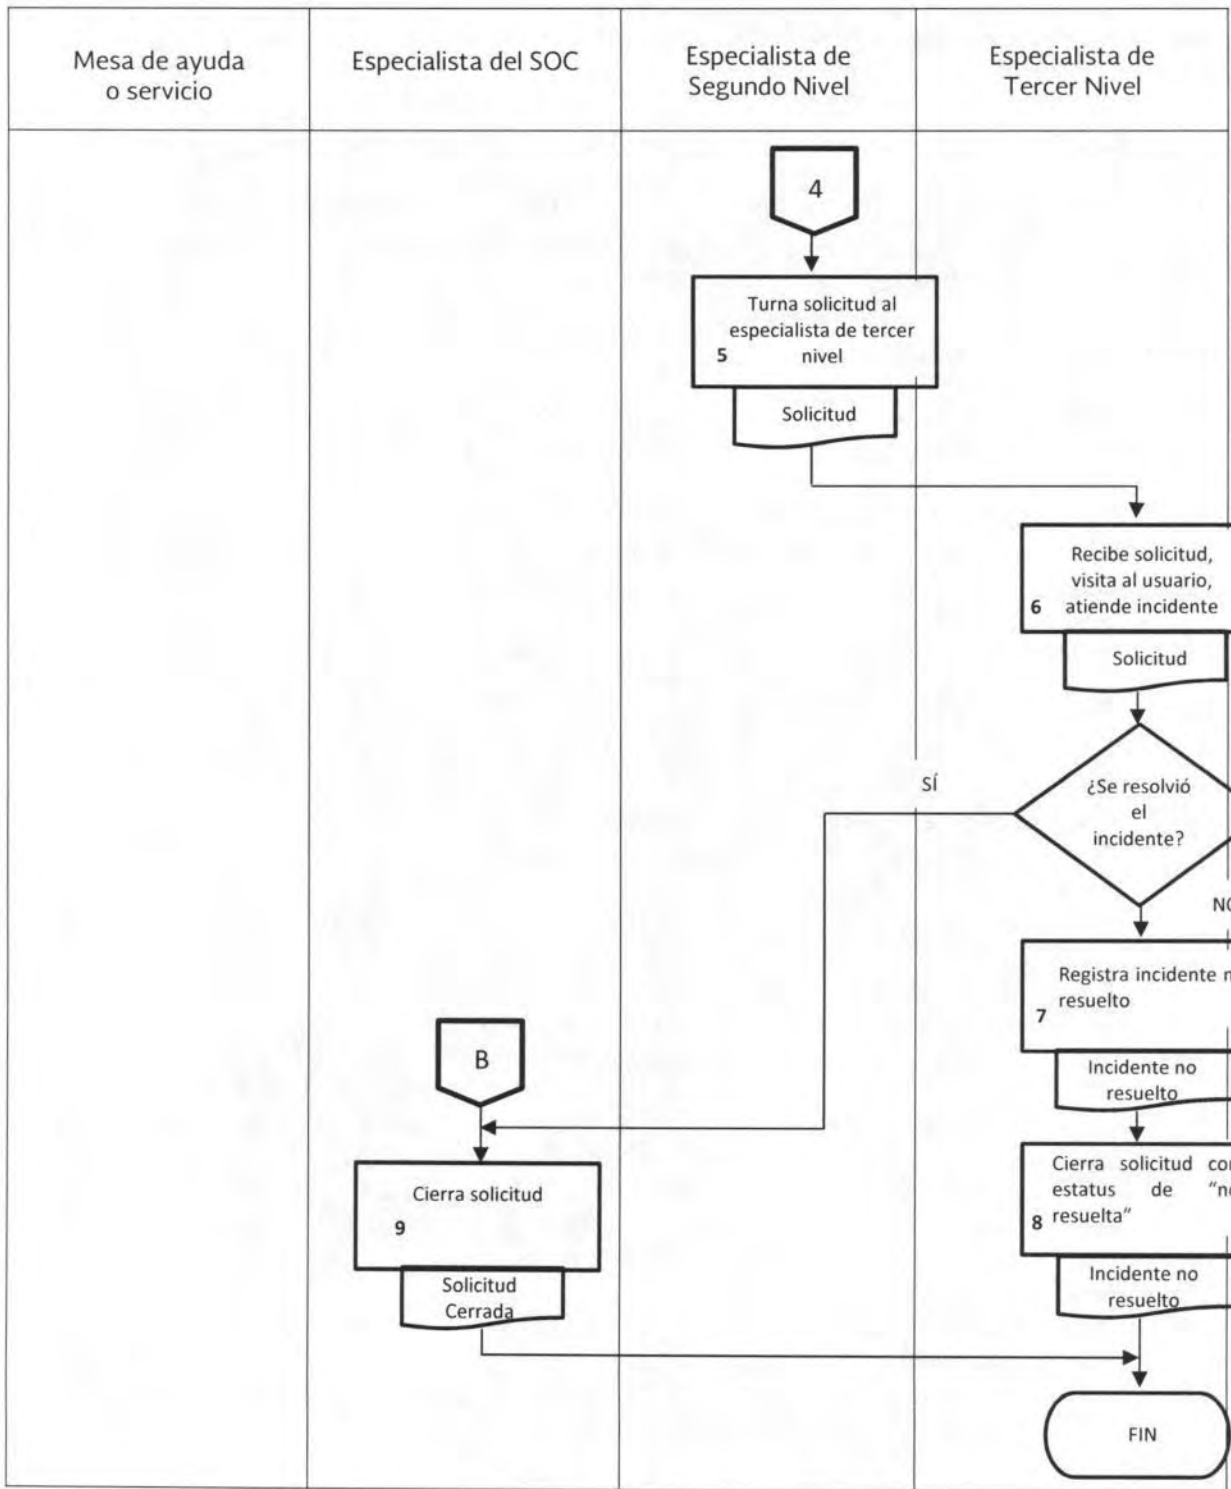 Mesa de ayuda
o servicio
Especialista del SOC
Especialista de
Segundo Nivel
Especialista de
Tercer Nivel
4
Turna solicitud al
especialista de tercer
5 nivel
Solicitud
Recibe solicitud,
visita al usuario,
6 atiende incidente
Solicitud
SÍ
¿Se resolvió
el
incidente?
Registra incidente
resuelto
7
Incidente no
resuelto
B
Cierra solicitud
9
Solicitud
Cerrada
Cierra solicitud
estatus de
8 resuelta”
Incidente no
resuelto
FIN